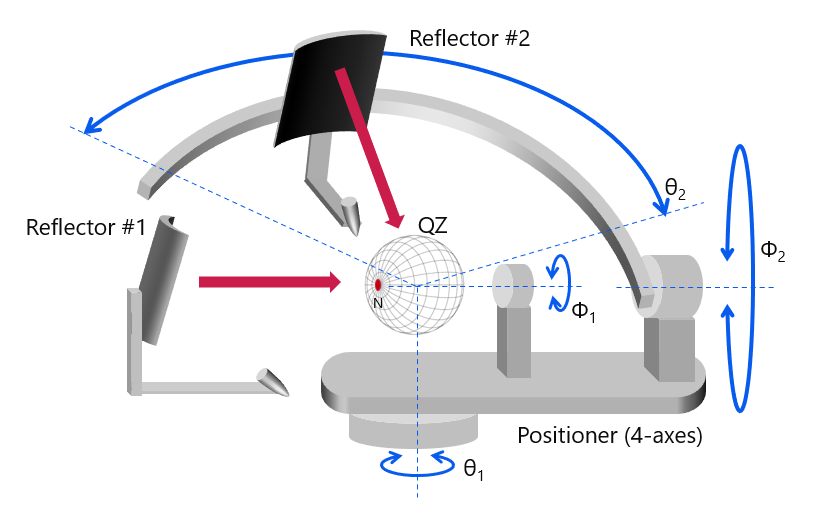 Reflector #2
θ2
Reflector #1
QZ
Φ2
N
Φ1
Positioner (4-axes)
θ1